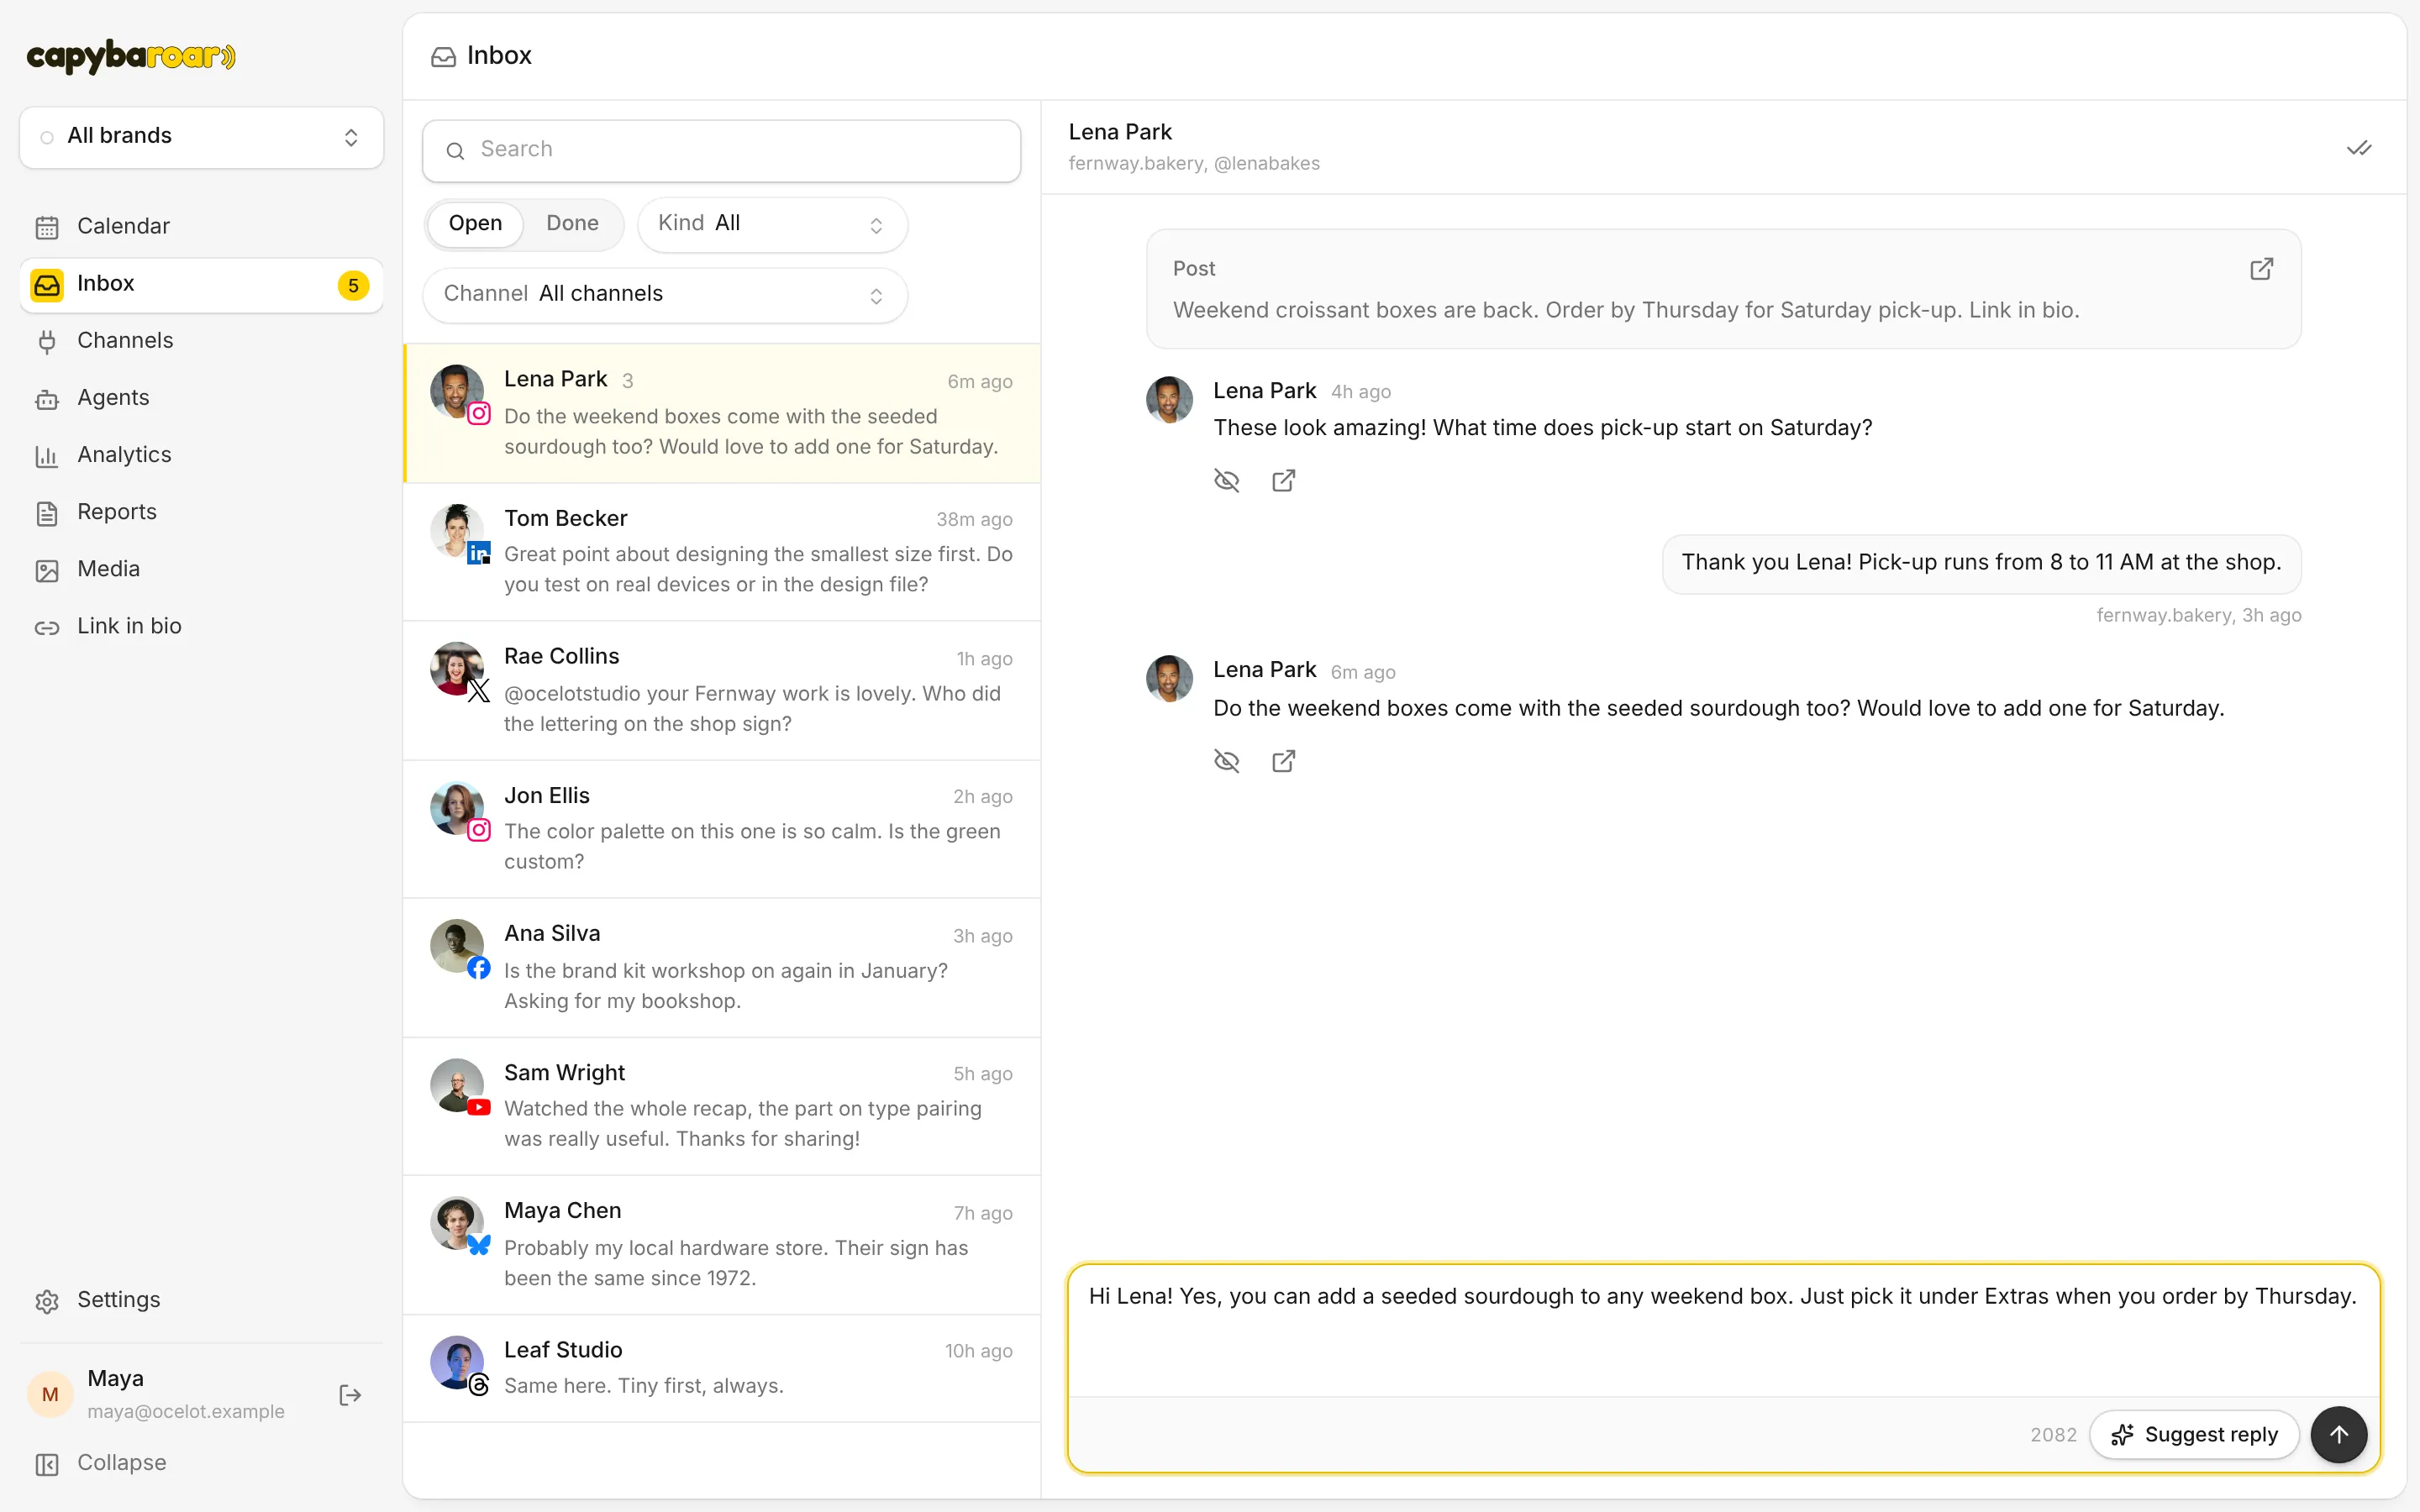 capybaroar
All brands
Calendar
Inbox
5
Channels
Agents
Analytics
Reports
Media
Link in bio
Settings
M
Maya
maya@ocelot.example
Collapse
Inbox
Search
Open
Done
Kind All
Channel All channels
Lena Park 3
6m ago
Do the weekend boxes come with the seeded
sourdough too? Would love to add one for Saturday.
Tom Becker
38m ago
Great point about designing the smallest size first. Do
you test on real devices or in the design file?
Rae Collins
1h ago
@ocelotstudio your Fernway work is lovely. Who did
the lettering on the shop sign?
Jon Ellis
2h ago
The color palette on this one is so calm. Is the green
custom?
Ana Silva
3h ago
Is the brand kit workshop on again in January?
Asking for my bookshop.
Sam Wright
5h ago
Watched the whole recap, the part on type pairing
was really useful. Thanks for sharing!
Maya Chen
7h ago
Probably my local hardware store. Their sign has
been the same since 1972.
Leaf Studio
10h ago
Same here. Tiny first, always.
Lena Park
fernway.bakery, @lenabakes
Post
Weekend croissant boxes are back. Order by Thursday for Saturday pick-up. Link in bio.
Lena Park 4h ago
These look amazing! What time does pick-up start on Saturday?
Thank you Lena! Pick-up runs from 8 to 11 AM at the shop.
fernway.bakery, 3h ago
Lena Park 6m ago
Do the weekend boxes come with the seeded sourdough too? Would love to add one for Saturday.
Hi Lena! Yes, you can add a seeded sourdough to any weekend box. Just pick it under Extras when you order by Thursday.
2082
Suggest reply